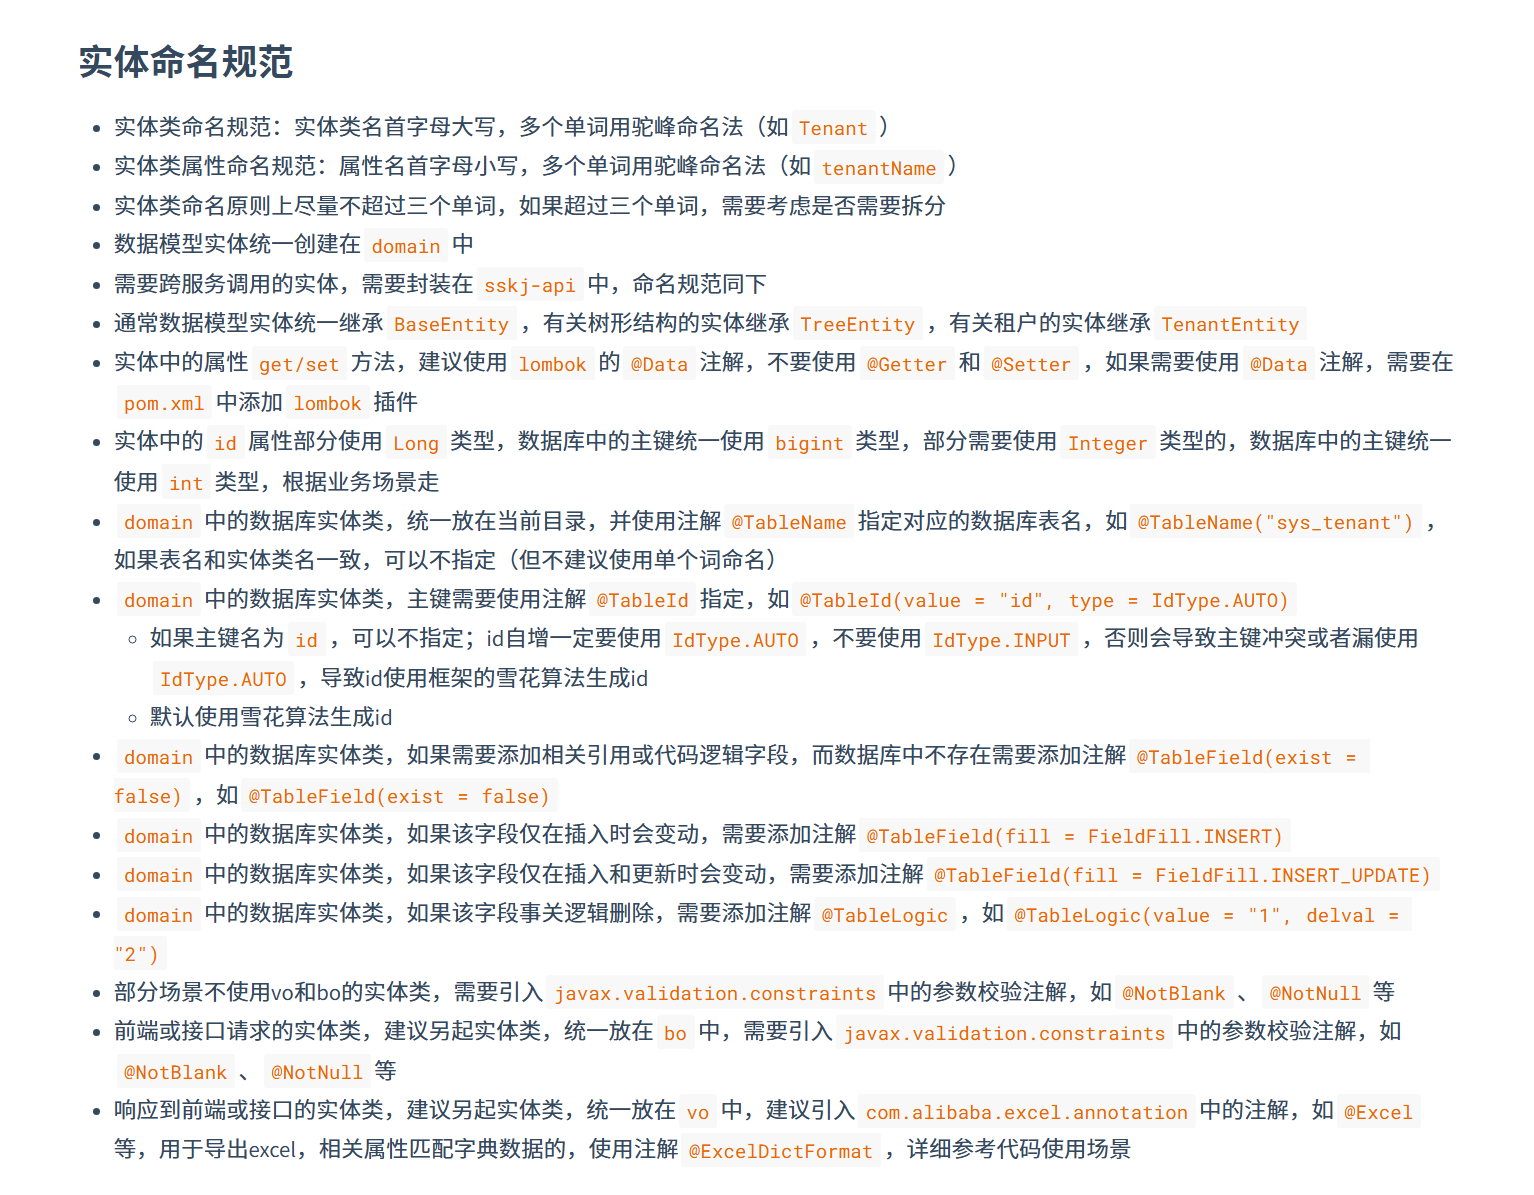 实体命名规范
实体类命名规范：实体类名首字母大写，多个单词用驼峰命名法（如 Tenant ）
实体类属性命名规范：属性名首字母小写，多个单词用驼峰命名法（如 tenantName ）
实体类命名原则上尽量不超过三个单词，如果超过三个单词，需要考虑是否需要拆分
数据模型实体统一创建在 domain 中
需要跨服务调用的实体，需要封装在 sskj-api 中，命名规范同下
通常数据模型实体统一继承 BaseEntity ，有关树形结构的实体继承 TreeEntity ，有关租户的实体继承 TenantEntity
实体中的属性 get/set 方法，建议使用 lombok 的 @Data 注解，不要使用 @Getter 和 @Setter ，如果需要使用 @Data 注解，需要在
pom.xml 中添加 lombok 插件
实体中的 id 属性部分使用 Long 类型，数据库中的主键统一使用 bigint 类型，部分需要使用 Integer 类型的，数据库中的主键统一
使用 int 类型，根据业务场景走
domain 中的数据库实体类，统一放在当前目录，并使用注解 @TableName 指定对应的数据库表名，如 @TableName("sys_tenant") ，
如果表名和实体类名一致，可以不指定（但不建议使用单个词命名）
domain 中的数据库实体类，主键需要使用注解 @TableId 指定，如 @TableId(value = "id", type = IdType.AUTO)
如果主键名为 id ，可以不指定；id自增一定要使用 IdType.AUTO ，不要使用 IdType.INPUT ，否则会导致主键冲突或者漏使用
IdType.AUTO ，导致id使用框架的雪花算法生成id
默认使用雪花算法生成id
domain 中的数据库实体类，如果需要添加相关引用或代码逻辑字段，而数据库中不存在需要添加注解 @TableField(exist =
false) ，如 @TableField(exist = false)
domain 中的数据库实体类，如果该字段仅在插入时会变动，需要添加注解 @TableField(fill = FieldFill.INSERT)
domain 中的数据库实体类，如果该字段仅在插入和更新时会变动，需要添加注解 @TableField(fill = FieldFill.INSERT_UPDATE)
domain 中的数据库实体类，如果该字段事关逻辑删除，需要添加注解 @TableLogic ，如 @TableLogic(value = "1", delval =
"2")
部分场景不使用vo和bo的实体类，需要引入 javax.validation.constraints 中的参数校验注解，如 @NotBlank 、 @NotNull 等
前端或接口请求的实体类，建议另起实体类，统一放在 bo 中，需要引入 javax.validation.constraints 中的参数校验注解，如
@NotBlank 、 @NotNull 等
响应到前端或接口的实体类，建议另起实体类，统一放在 vo 中，建议引入 com.alibaba.excel.annotation 中的注解，如 @Excel
等，用于导出excel，相关属性匹配字典数据的，使用注解 @ExcelDictFormat ，详细参考代码使用场景